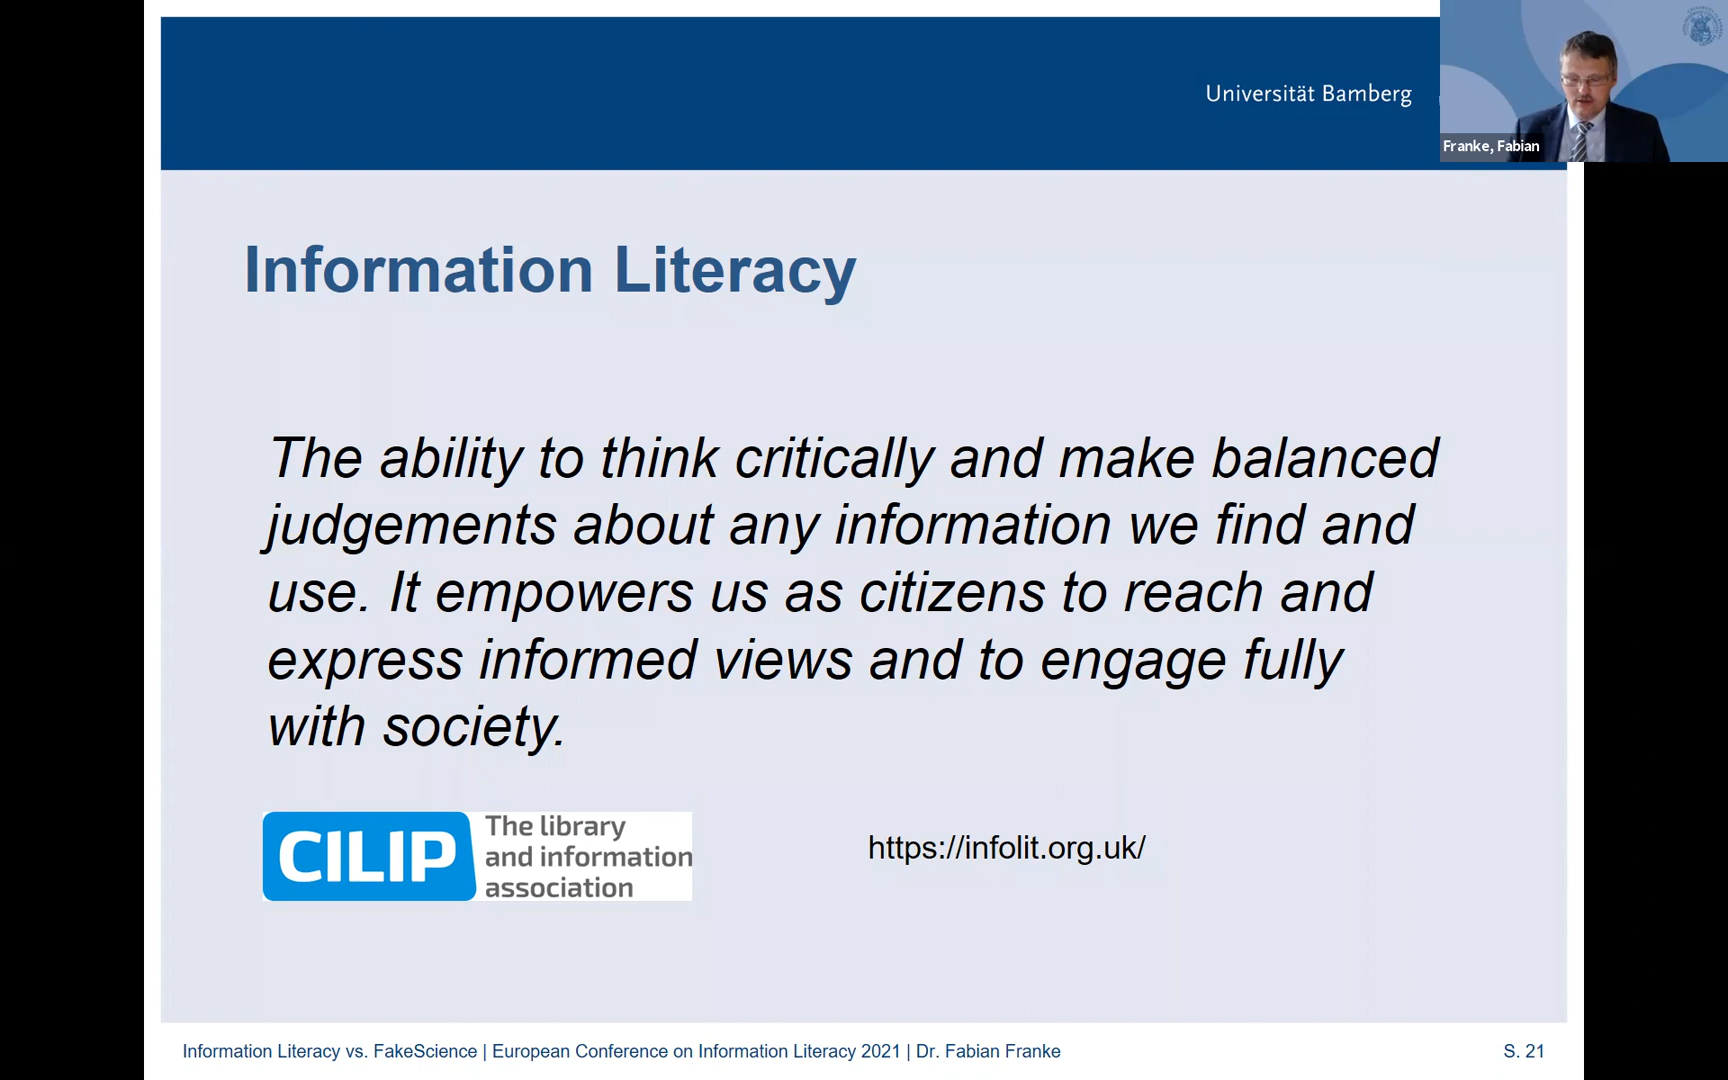 Universität Bamberg
Franke, Fabian
Information Literacy
The ability to think critically and make balanced
judgements about any information we find and
use. It empowers us as citizens to reach and
express informed views and to engage fully
with society.
CILIP
The library
and information
association
https://infolit.org.uk/
Information Literacy vs. FakeScience | European Conference on Information Literacy 2021 | Dr. Fabian Franke
S. 21